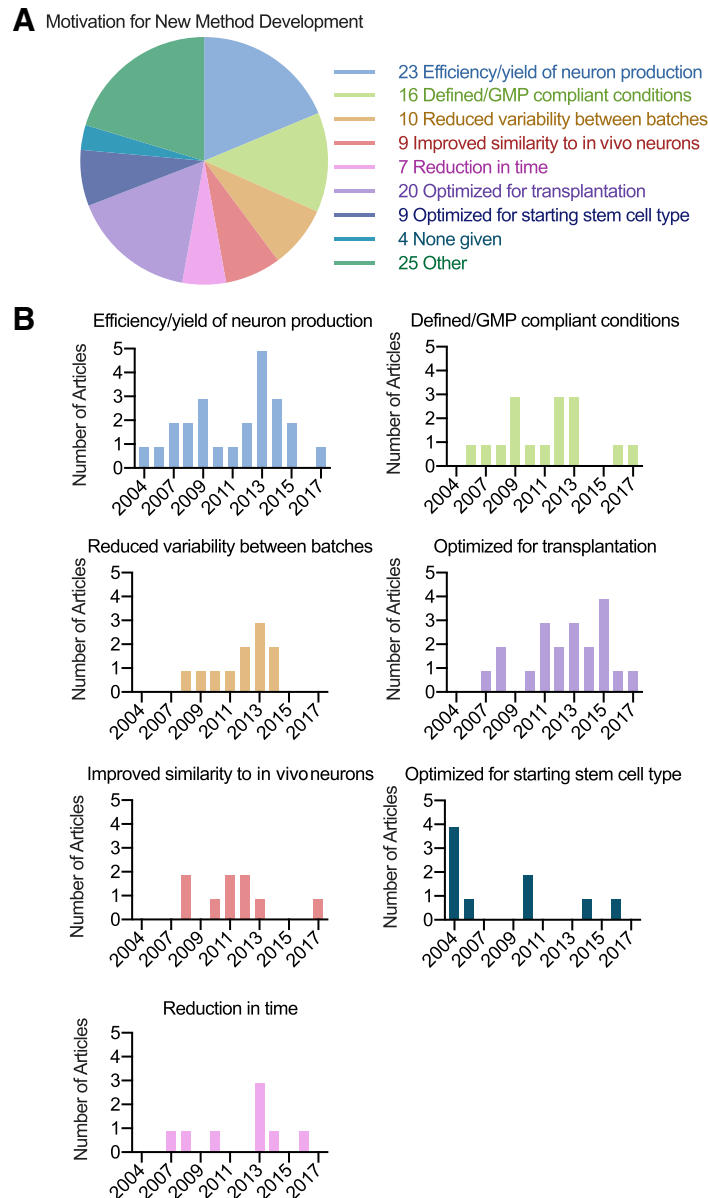 A Motivation for New Method Development
23 Efficiency/yield of neuron production
16 Defined/GMP compliant conditions
10 Reduced variability between batches
9 Improved similarity to in vivo neurons
7 Reduction in time
20 Optimized for transplantation
9 Optimized for starting stem cell type
4 None given
25 Other
B
Efficiency/yield of neuron production
Number of Articles
5
4
3
2
1
0
2004 2007 2009 2011 2013 2015 2017
Defined/GMP compliant conditions
Number of Articles
5
4
3
2
1
0
2004 2007 2009 2011 2013 2015 2017
Reduced variability between batches
Number of Articles
5
4
3
2
1
0
2004 2007 2009 2011 2013 2015 2017
Optimized for transplantation
Number of Articles
5
4
3
2
1
0
2004 2007 2009 2011 2013 2015 2017
Improved similarity to in vivo neurons
Number of Articles
5
4
3
2
1
0
2004 2007 2009 2011 2013 2015 2017
Optimized for starting stem cell type
Number of Articles
5
4
3
2
1
0
2004 2007 2009 2011 2013 2015 2017
Reduction in time
Number of Articles
5
4
3
2
1
0
2004 2007 2009 2011 2013 2015 2017